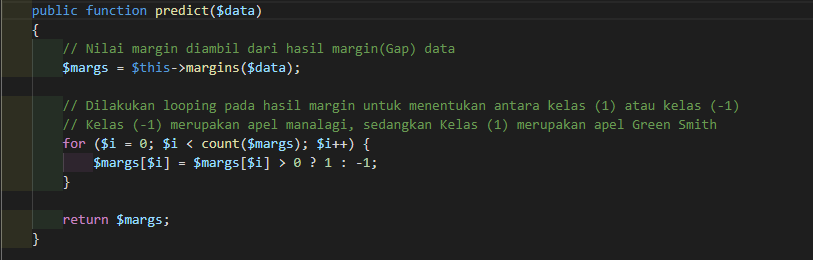 public function predict($data)
{
// Nilai margin diambil dari hasil margin(Gap) data
$margs = $this->margins($data);
// Dilakukan looping pada hasil margin untuk menentukan antara kelas (1) atau kelas (-1)
// Kelas (-1) merupakan apel manalagi, sedangkan Kelas (1) merupakan apel Green Smith
for ($i = 0; $i < count($margs); $i++) {
$margs[$i] = $margs[$i] > 0 ? 1 : -1;
}
return $margs;
}